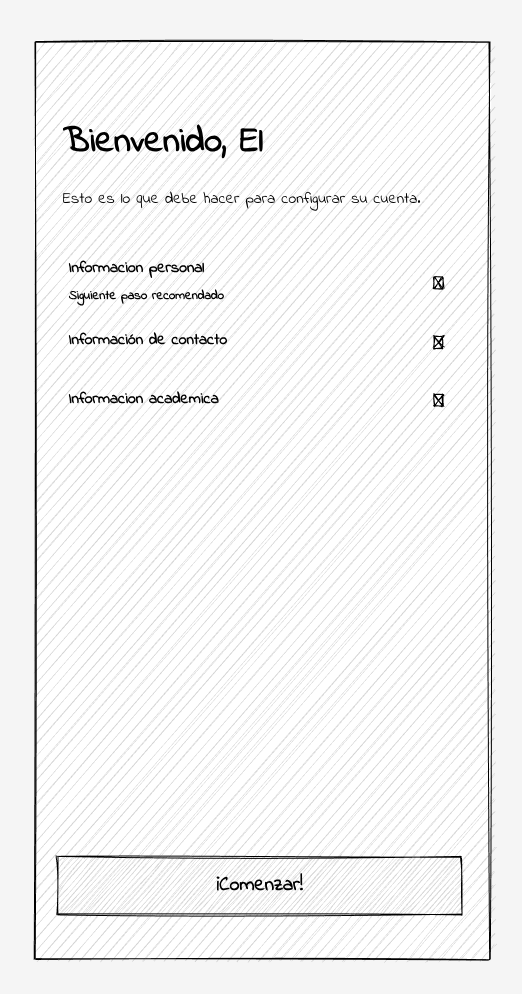 Bienvenido, El
Esto es lo que debe hacer para configurar su cuenta.
Informacion personal
Siguiente paso recomendado
Información de contacto
Informacion academica
¡Comenzar!